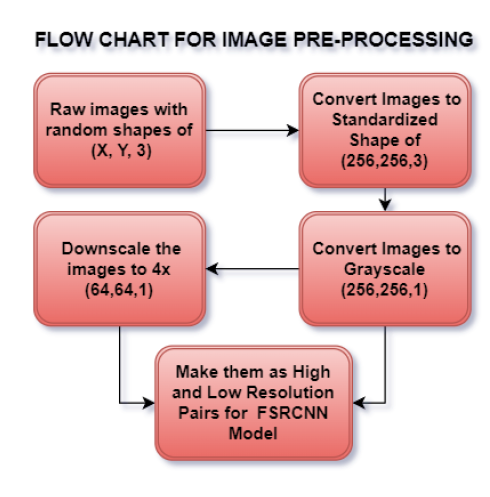 FLOW CHART FOR IMAGE PRE-PROCESSING
Raw images with
random shapes of
(X, Y, 3)
Convert Images to
Standardized
Shape of
(256,256,3)
Downscale the
images to 4x
(64,64,1)
Convert Images to
Grayscale
(256,256,1)
Make them as High
and Low Resolution
Pairs for FSRCNN
Model